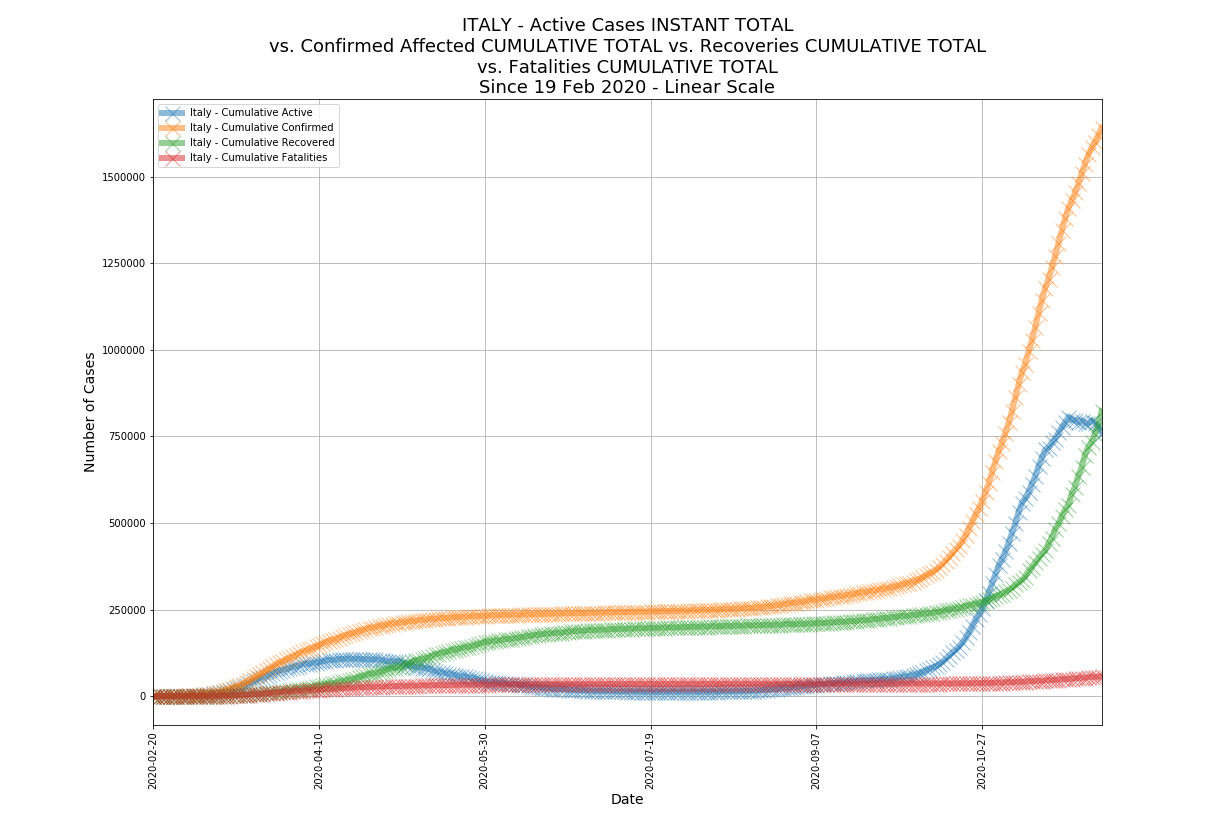 ITALY - Active Cases INSTANT TOTAL
vs. Confirmed Affected CUMULATIVE TOTAL vs. Recoveries CUMULATIVE TOTAL
vs. Fatalities CUMULATIVE TOTAL
Since 19 Feb 2020 - Linear Scale
Italy - Cumulative Active
Italy - Cumulative Confirmed
Italy - Cumulative Recovered
Italy - Cumulative Fatalities
Number of Cases
1500000
1250000
1000000
750000
500000
250000
0
2020-02-20
2020-04-10
2020-05-30
2020-07-19
2020-09-07
2020-10-27
Date